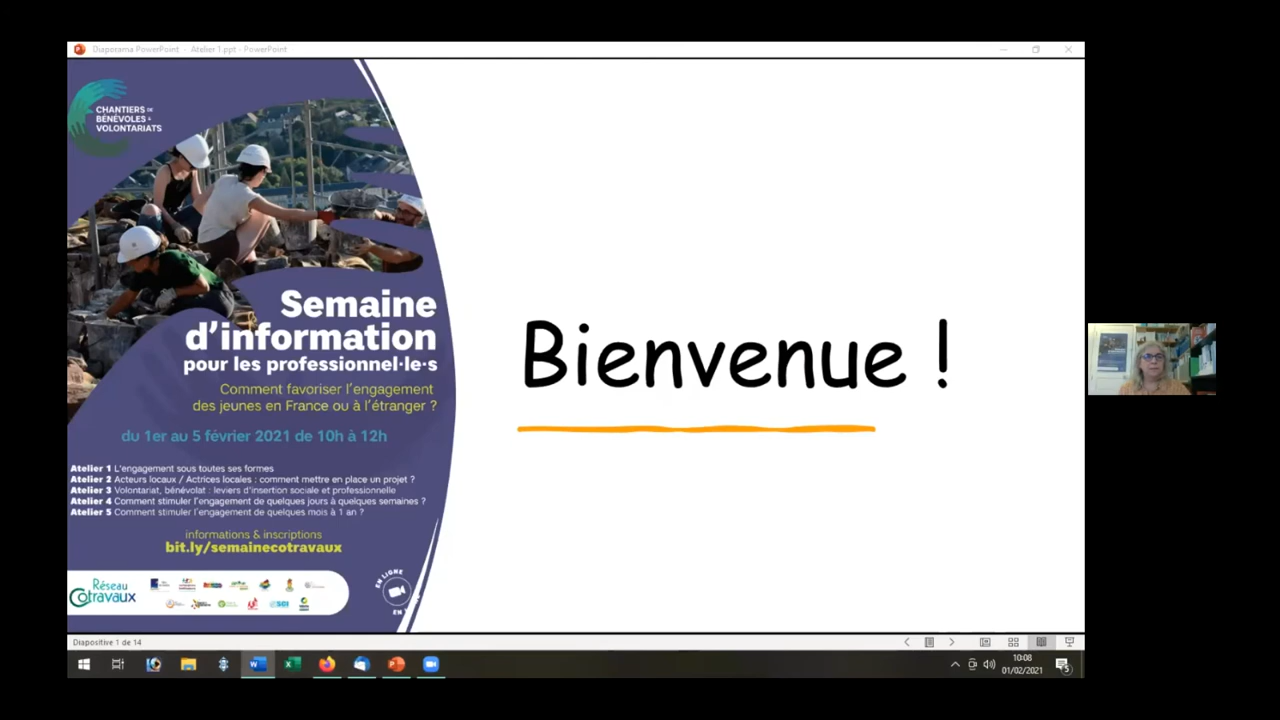 Diaporama PowerPoint - Atelier 1.ppt - PowerPoint
CHANTIERS DE
BÉNÉVOLES &
VOLONTARIATS
Semaine
d'information
pour les professionnel·le·s
Comment favoriser l'engagement
des jeunes en France ou à l'étranger ?
du 1er au 5 février 2021 de 10h à 12h
Atelier 1 L'engagement sous toutes ses formes
Atelier 2 Acteurs locaux / Actrices locales : comment mettre en place un projet ?
Atelier 3 Volontariat, bénévolat : leviers d'insertion sociale et professionnelle
Atelier 4 Comment stimuler l'engagement de quelques jours à quelques semaines ?
Atelier 5 Comment stimuler l'engagement de quelques mois à 1 an ?
informations & inscriptions
bit.ly/semainecotravaux
Réseau
Cotravaux
SCI
EN LIGNE
Bienvenue !
Diapositive 1 de 14
10:08
01/02/2021
5